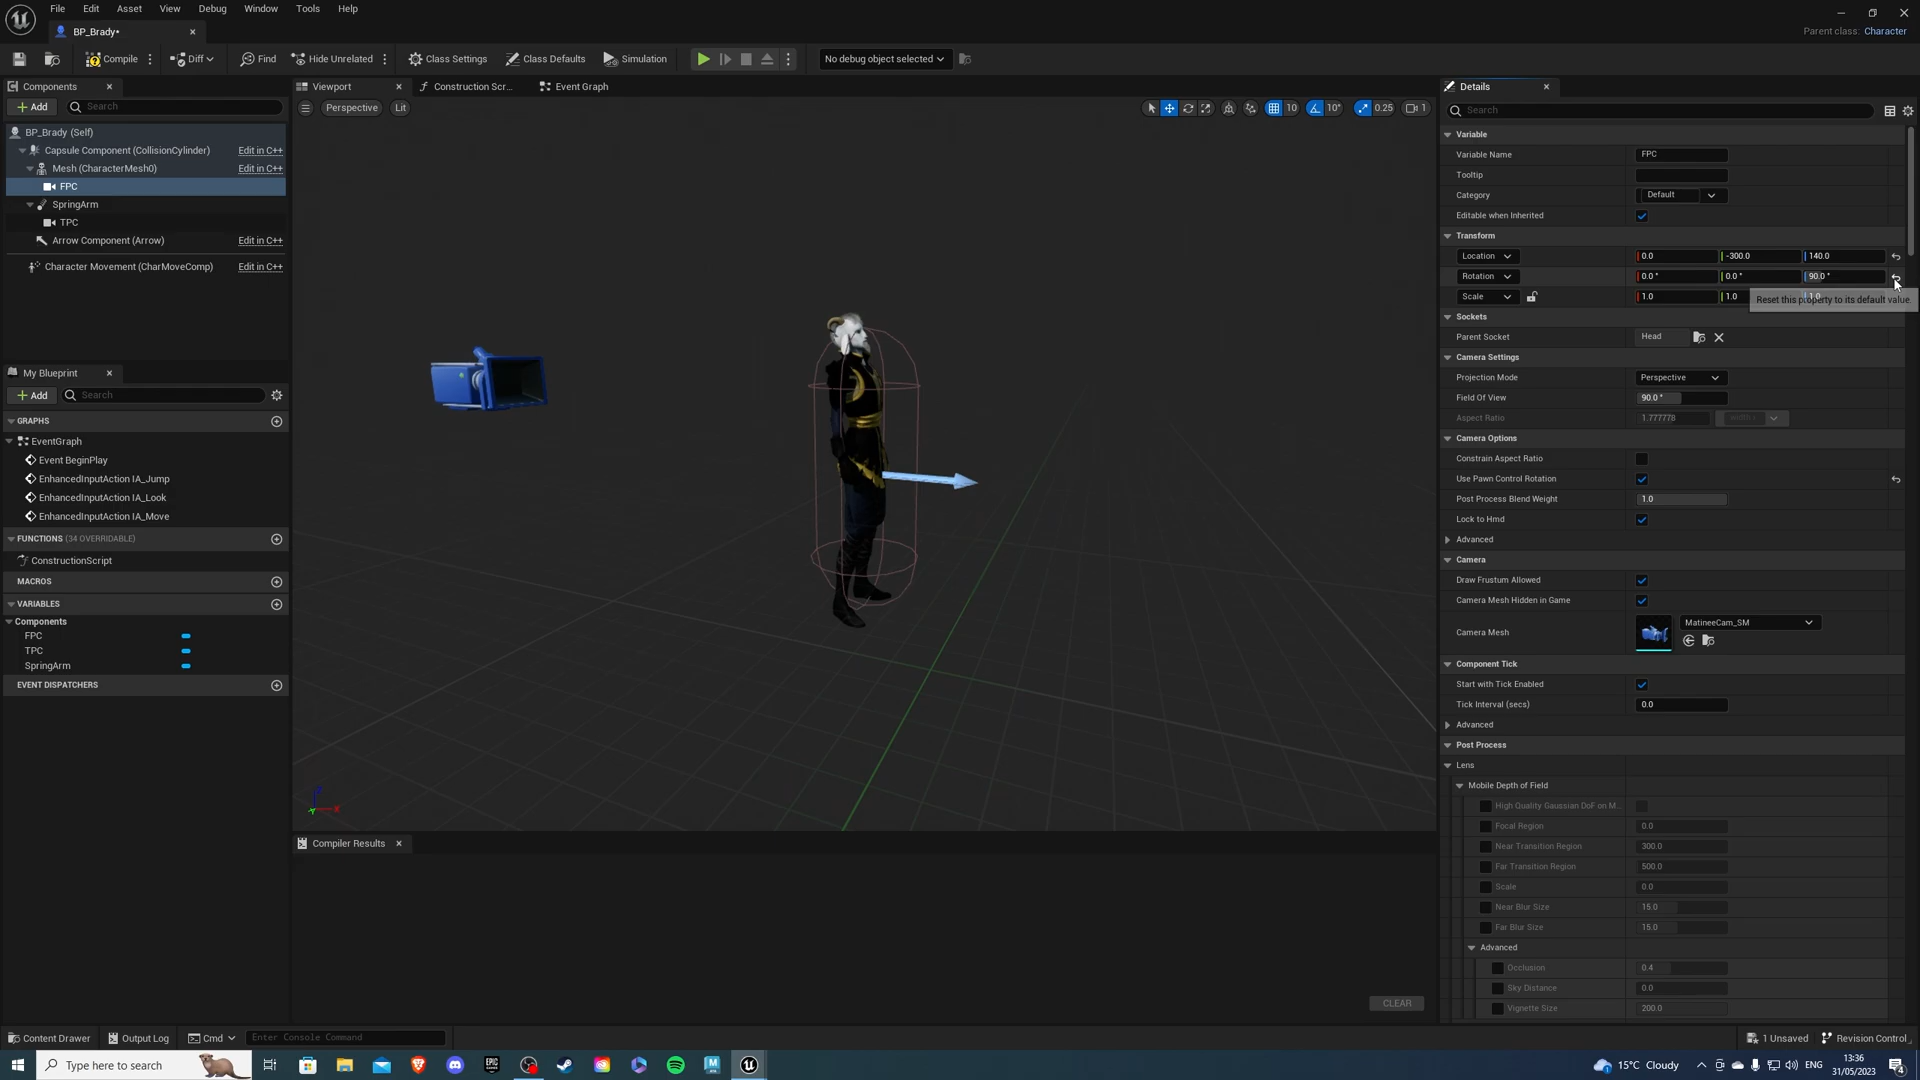 File Edit Asset View Debug Window Tools Help
BP_Brady*
Parent class: Character
Compile Diff Find Hide Unrelated Class Settings Class Defaults Simulation No debug object selected
Components
Add Search
BP_Brady (Self)
Capsule Component (CollisionCylinder) Edit in C++
Mesh (CharacterMesh0) Edit in C++
FPC
SpringArm
TPC
Arrow Component (Arrow) Edit in C++
Character Movement (CharMoveComp) Edit in C++
My Blueprint
Add Search
GRAPHS
EventGraph
Event BeginPlay
EnhancedInputAction IA_Jump
EnhancedInputAction IA_Look
EnhancedInputAction IA_Move
FUNCTIONS (34 OVERRIDABLE)
ConstructionScript
MACROS
VARIABLES
Components
FPC
TPC
SpringArm
EVENT DISPATCHERS
Viewport Construction Scr... Event Graph
Perspective Lit 10 10° 0.25 1
Compiler Results
CLEAR
Details
Search
Variable
Variable Name FPC
Tooltip
Category Default
Editable when Inherited
Transform
Location 0.0 -300.0 140.0
Rotation 0.0 ° 0.0 ° 90.0 °
Scale 1.0 1.0 1.0
Reset this property to its default value.
Sockets
Parent Socket Head
Camera Settings
Projection Mode Perspective
Field Of View 90.0 °
Aspect Ratio 1.777778
Camera Options
Constrain Aspect Ratio
Use Pawn Control Rotation
Post Process Blend Weight 1.0
Lock to Hmd
Advanced
Camera
Draw Frustum Allowed
Camera Mesh Hidden in Game
Camera Mesh MatineeCam_SM
Component Tick
Start with Tick Enabled
Tick Interval (secs) 0.0
Advanced
Post Process
Lens
Mobile Depth of Field
High Quality Gaussian DoF on M...
Focal Region 0.0
Near Transition Region 300.0
Far Transition Region 500.0
Scale 0.0
Near Blur Size 15.0
Far Blur Size 15.0
Advanced
Occlusion 0.4
Sky Distance 0.0
Vignette Size 200.0
Content Drawer Output Log Cmd Enter Console Command 1 Unsaved Revision Control
Type here to search 15°C Cloudy ENG 13:36
31/05/2023 4